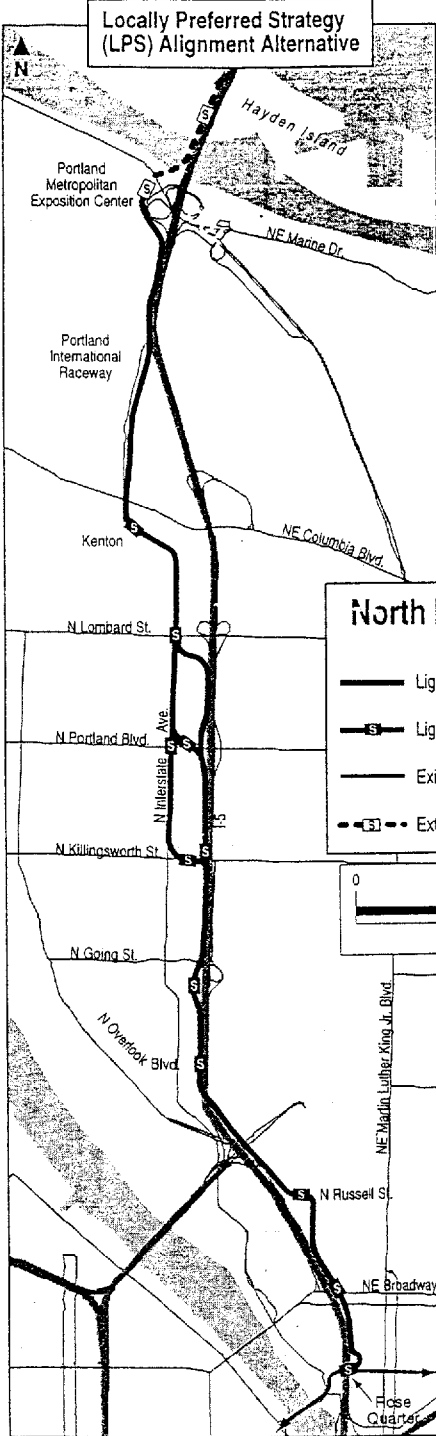 Locally Preferred Strategy
(LPS) Alignment Alternative
N
S
Hayden Island
Portland
Metropolitan
Exposition Center
S
NE Marine Dr.
Portland
International
Raceway
S
Kenton
NE Columbia Blvd.
North
N Lombard St.
S
Lig
S
Lig
N Portland Blvd.
S
S
N Interstate Ave.
I-5
Exi
S
Ext
N Killingsworth St.
S
S
0
N Going St.
S
N Overlook Blvd.
S
NE Martin Luther King Jr. Blvd.
S
N Russell St.
S
NE Broadway
S
Rose
Quarter